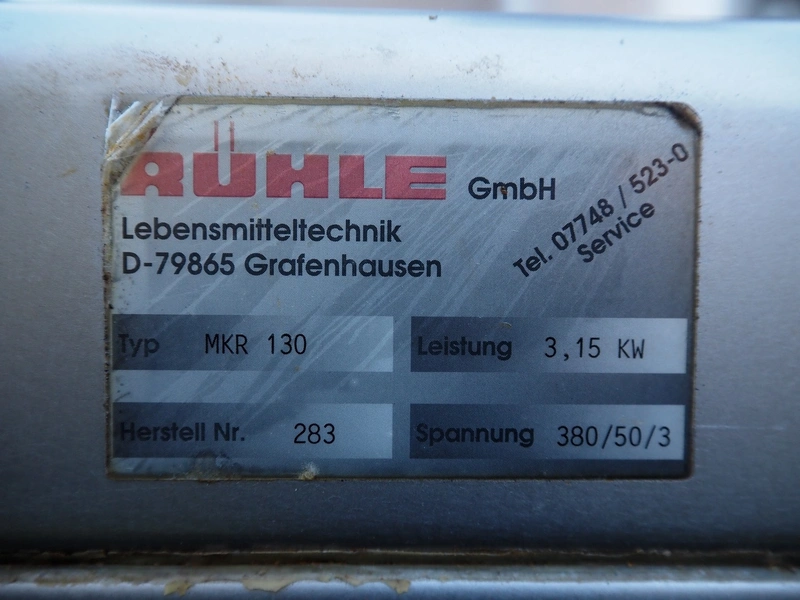 RÜHLE GmbH
Lebensmitteltechnik
D-79865 Grafenhausen
Tel. 07748 / 523-0
Service
Typ MKR 130
Leistung 3,15 KW
Herstell Nr. 283
Spannung 380/50/3